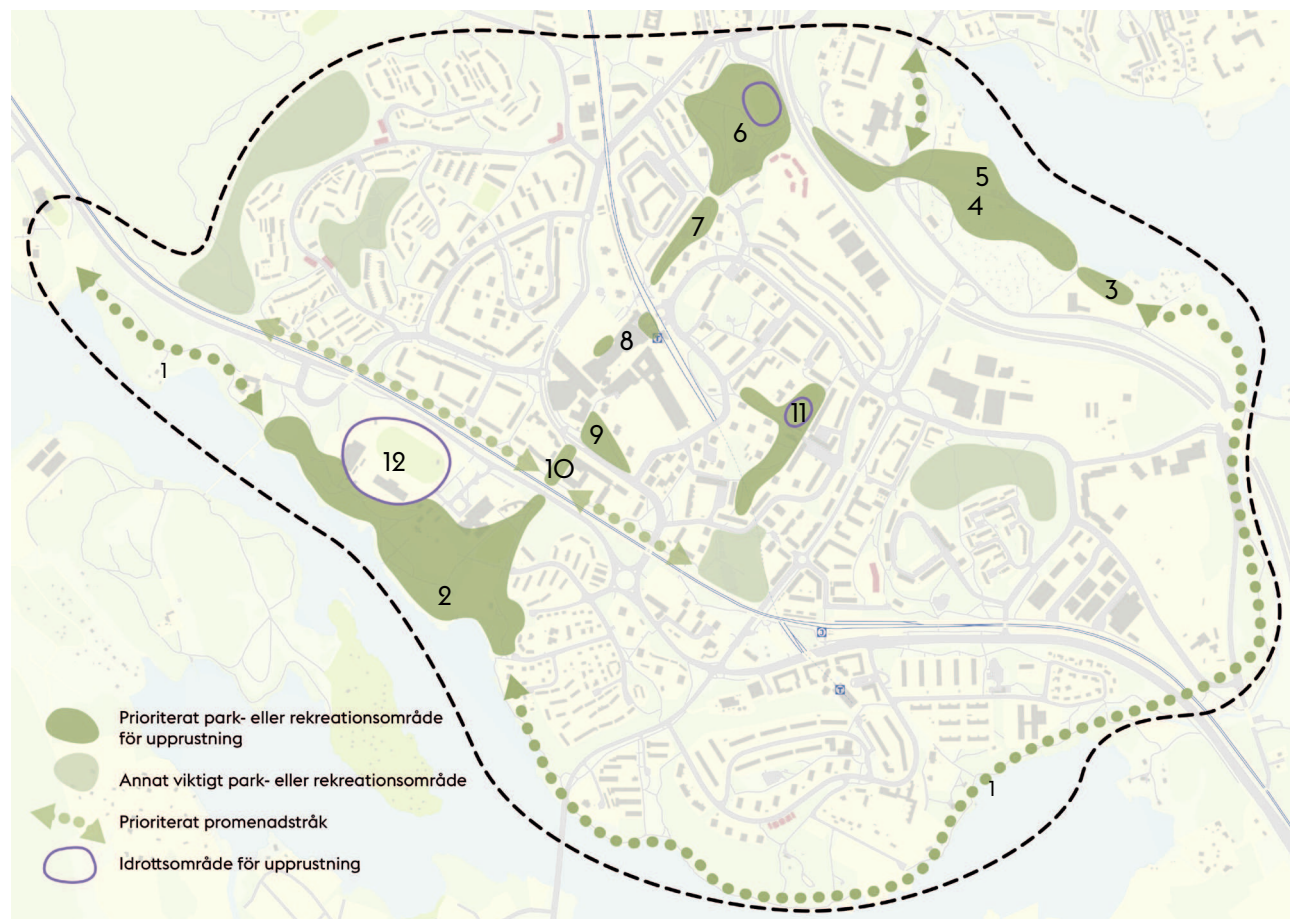 6
5
4
7
3
8
1
11
9
12
10
2
1
Prioriterat park- eller rekreationsområde
för upprustning
Annat viktigt park- eller rekreationsområde
Prioriterat promenadstråk
Idrottsområde för upprustning